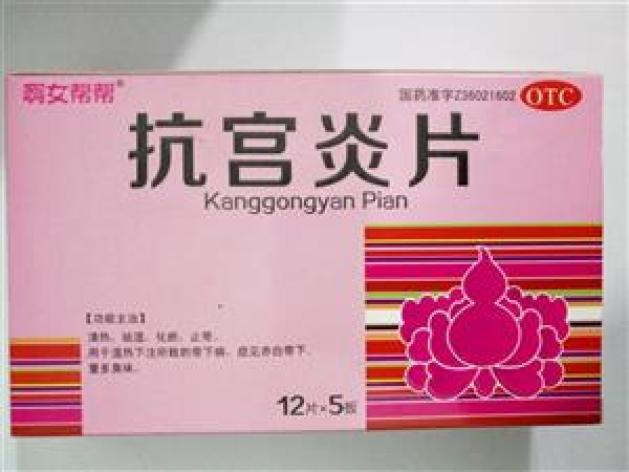 女帮帮®
国药准字Z36021602 OTC
抗宫炎片
Kanggongyan Pian
【功能主治】
清热、祛湿、化瘀、止带。
用于湿热下注所致的带下病，症见赤白带下、
量多臭味。
12片×5板